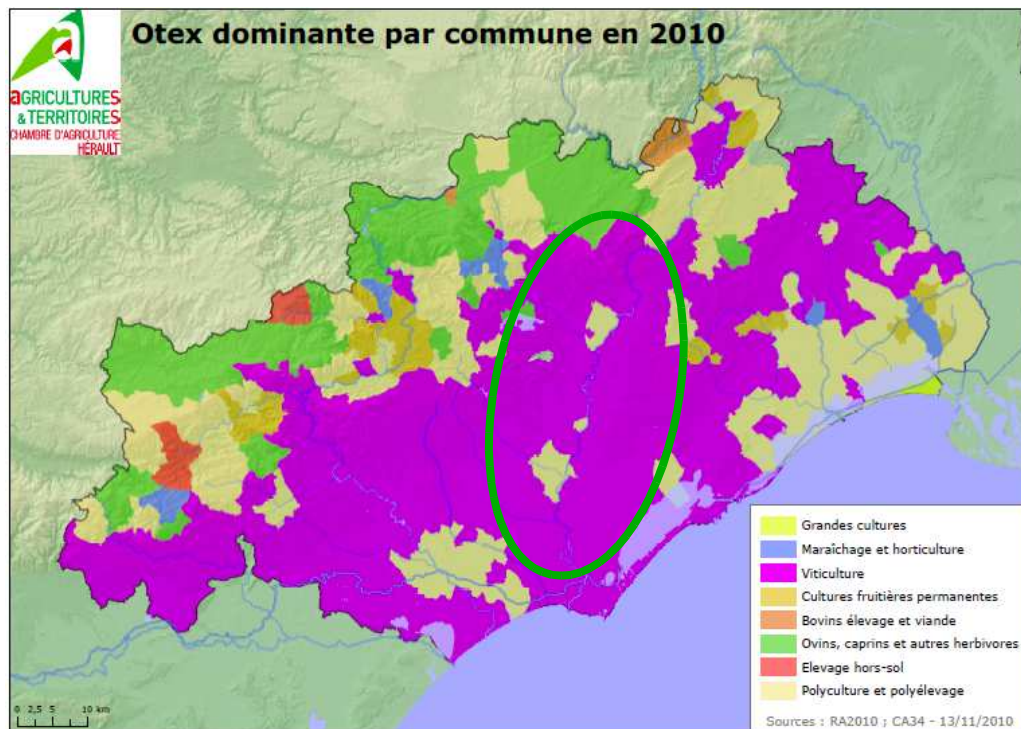 Otex dominante par commune en 2010
aGRICULTURES
& TERRITOIRES
CHAMBRE D'AGRICULTURE
HÉRAULT
Grandes cultures
Maraîchage et horticulture
Viticulture
Cultures fruitières permanentes
Bovins élevage et viande
Ovins, caprins et autres herbivores
Elevage hors-sol
Polyculture et polyélevage
0 2,5 5 10 km
Sources : RA2010 ; CA34 - 13/11/2010